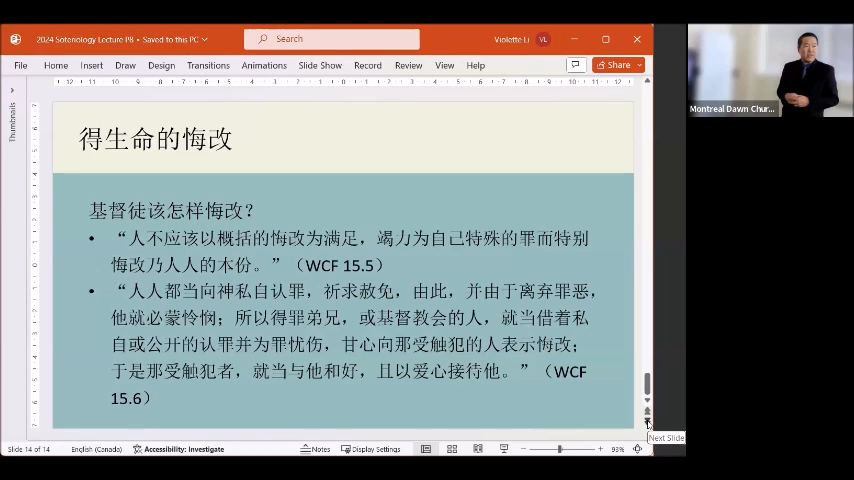 2024 Soteriology Lecture P8 • Saved to this PC
Search
Violette Li
VL
File Home Insert Draw Design Transitions Animations Slide Show Record Review View Help
Share
Montreal Dawn Chur...
Thumbnails
得生命的悔改
基督徒该怎样悔改？
• “人不应该以概括的悔改为满足，竭力为自己特殊的罪而特别
悔改乃人人的本份。”（WCF 15.5）
• “人人都当向神私自认罪，祈求赦免，由此，并由于离弃罪恶，
他就必蒙怜悯；所以得罪弟兄，或基督教会的人，就当借着私
自或公开的认罪并为罪忧伤，甘心向那受触犯的人表示悔改；
于是那受触犯者，就当与他和好，且以爱心接待他。”（WCF
15.6）
Next Slide
Slide 14 of 14 English (Canada) Accessibility: Investigate Notes Display Settings 93%